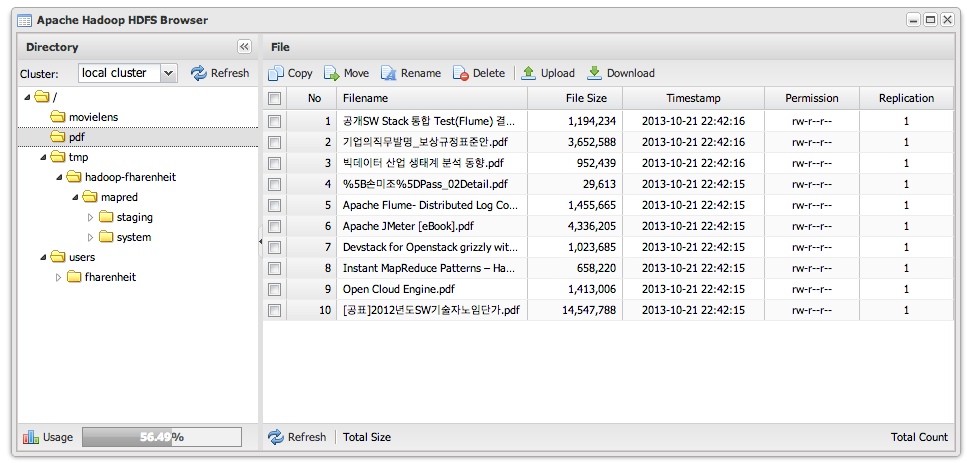 Apache Hadoop HDFS Browser
Directory
Cluster: local cluster Refresh
/
movielens
pdf
tmp
hadoop-fharenheit
mapred
staging
system
users
fharenheit
Usage 56.49%
File
Copy Move Rename Delete Upload Download
No Filename File Size Timestamp Permission Replication
1 공개SW Stack 통합 Test(Flume) 결... 1,194,234 2013-10-21 22:42:16 rw-r--r-- 1
2 기업의직무발명_보상규정표준안.pdf 3,652,588 2013-10-21 22:42:16 rw-r--r-- 1
3 빅데이터 산업 생태계 분석 동향.pdf 952,439 2013-10-21 22:42:16 rw-r--r-- 1
4 %5B손미조%5DPass_02Detail.pdf 29,613 2013-10-21 22:42:15 rw-r--r-- 1
5 Apache Flume- Distributed Log Co... 1,455,665 2013-10-21 22:42:15 rw-r--r-- 1
6 Apache JMeter [eBook].pdf 4,336,205 2013-10-21 22:42:15 rw-r--r-- 1
7 Devstack for Openstack grizzly wit... 1,023,685 2013-10-21 22:42:15 rw-r--r-- 1
8 Instant MapReduce Patterns – Ha... 658,220 2013-10-21 22:42:15 rw-r--r-- 1
9 Open Cloud Engine.pdf 1,413,006 2013-10-21 22:42:15 rw-r--r-- 1
10 [공표]2012년도SW기술자노임단가.pdf 14,547,788 2013-10-21 22:42:15 rw-r--r-- 1
Refresh Total Size Total Count